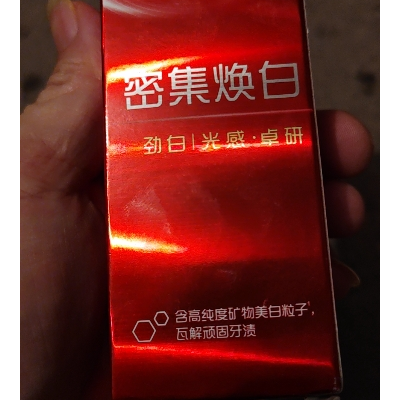 密集焕白
劲白|光感·卓研
含高纯度矿物美白粒子¹,
瓦解顽固牙渍